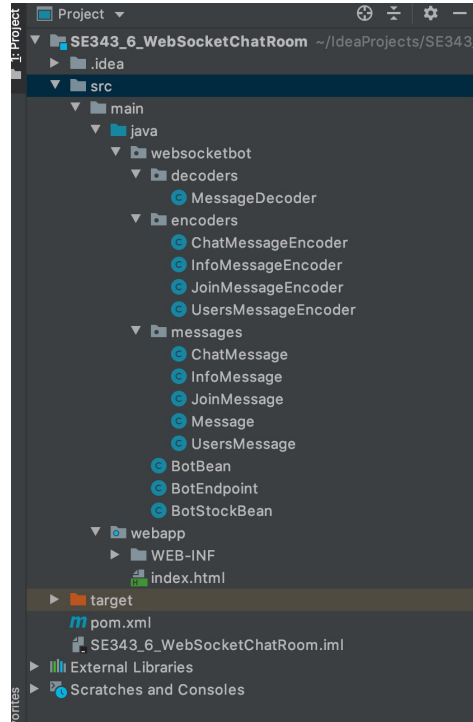 Project
1: Project
SE343_6_WebSocketChatRoom ~/IdeaProjects/SE343
.idea
src
main
java
websocketbot
decoders
MessageDecoder
encoders
ChatMessageEncoder
InfoMessageEncoder
JoinMessageEncoder
UsersMessageEncoder
messages
ChatMessage
InfoMessage
JoinMessage
Message
UsersMessage
BotBean
BotEndpoint
BotStockBean
webapp
WEB-INF
index.html
target
pom.xml
SE343_6_WebSocketChatRoom.iml
External Libraries
Scratches and Consoles
orites